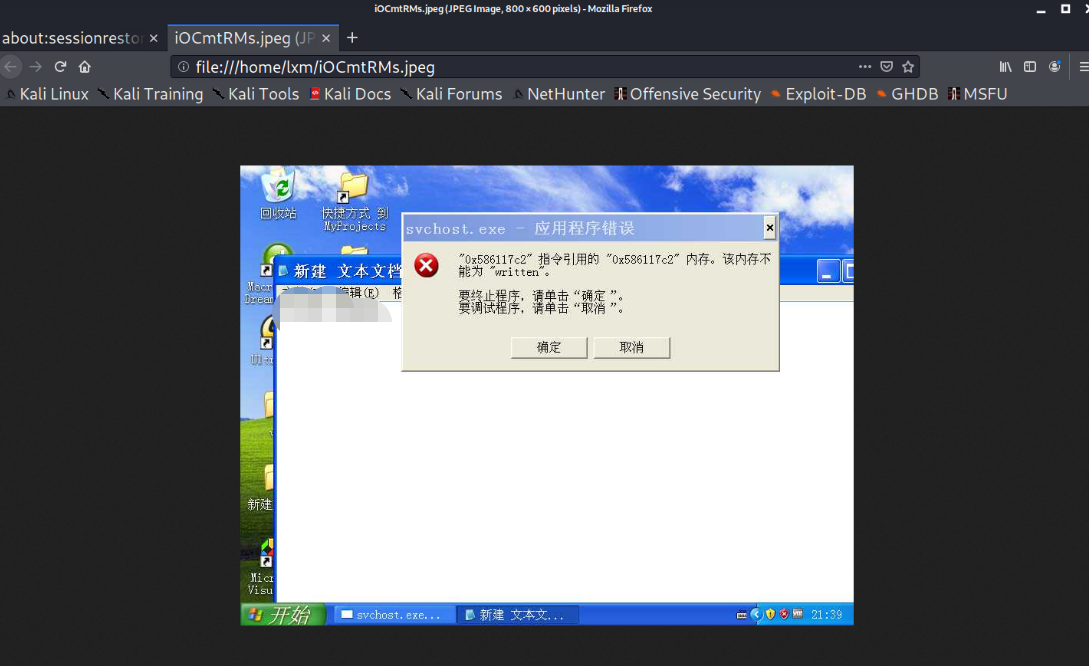 iOCmtRMs.jpeg (JPEG Image, 800 × 600 pixels) - Mozilla Firefox
about:sessionresto
iOCmtRMs.jpeg (JP
file:///home/lxm/iOCmtRMs.jpeg
Kali Linux Kali Training Kali Tools Kali Docs Kali Forums NetHunter Offensive Security Exploit-DB GHDB MSFU
回收站
快捷方式 到
MyProjects
svchost.exe - 应用程序错误
"0x586117c2" 指令引用的 "0x586117c2" 内存。该内存不
能为 "written"。
要终止程序，请单击“确定 ”。
要调试程序，请单击“取消 ”。
确定
取消
新建 文本文档
编辑(E) 格
Macr
Dream
新建
Micr
Visu
开始
svchost.exe...
新建 文本文...
21:39